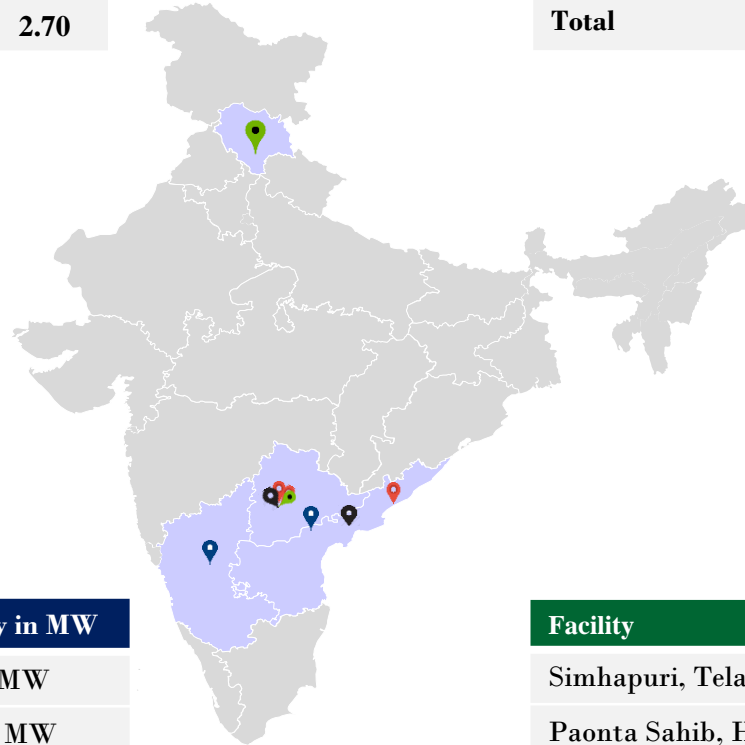 2.70
Total
y in MW
MW
MW
Facility
Simhapuri, Tela
Paonta Sahib, H